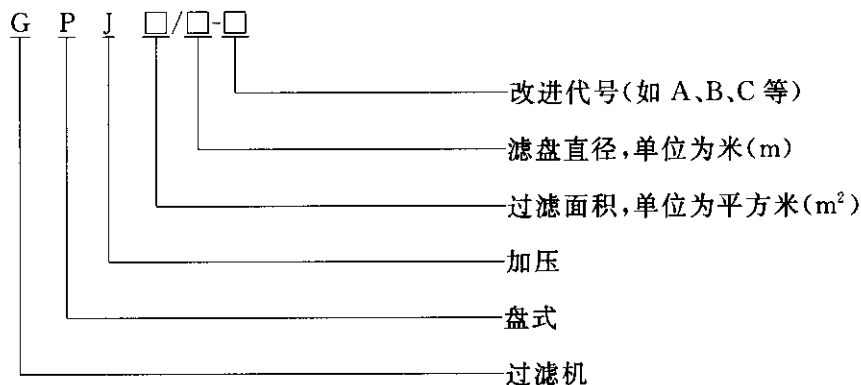 G P J □/□-□
改进代号(如 A、B、C 等)
滤盘直径,单位为米(m)
过滤面积,单位为平方米(m²)
加压
盘式
过滤机